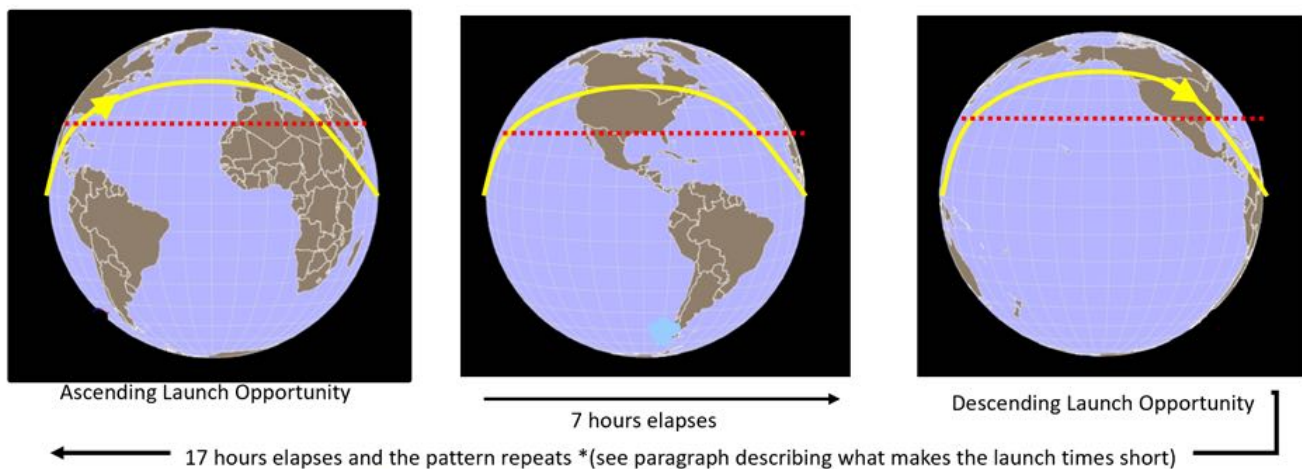 Ascending Launch Opportunity
7 hours elapses
Descending Launch Opportunity
17 hours elapses and the pattern repeats *(see paragraph describing what makes the launch times short)